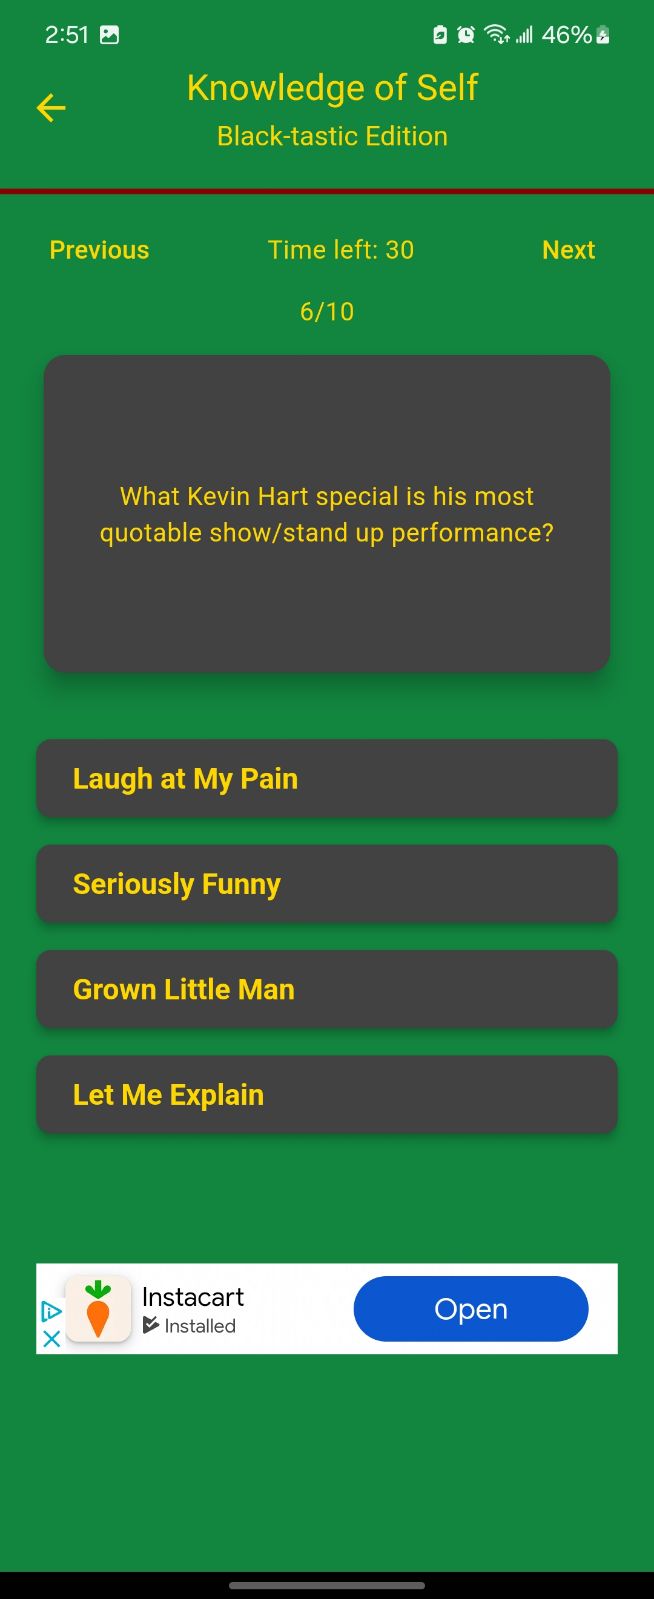 2:51 46%
Knowledge of Self
Black-tastic Edition
Previous Time left: 30 Next
6/10
What Kevin Hart special is his most
quotable show/stand up performance?
Laugh at My Pain
Seriously Funny
Grown Little Man
Let Me Explain
Instacart
Installed
Open